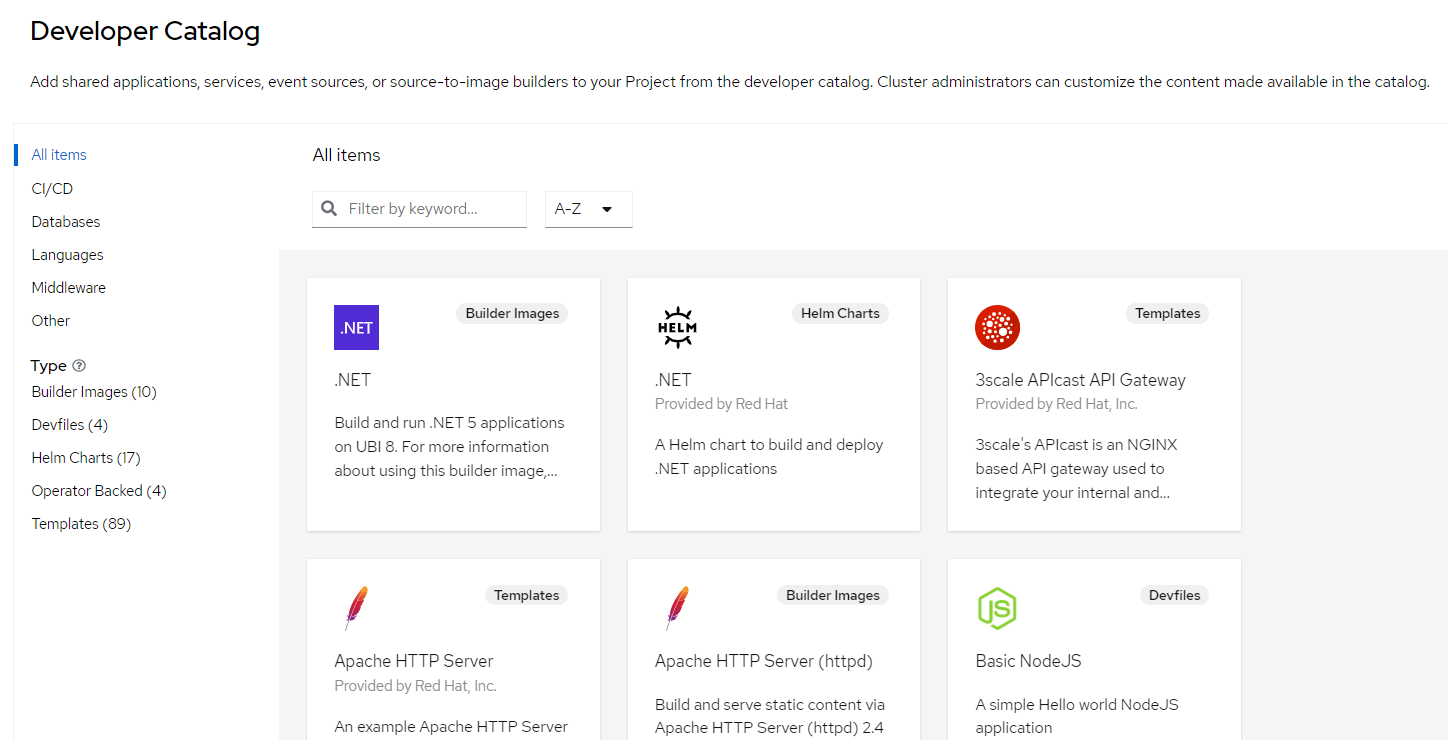 Developer Catalog
Add shared applications, services, event sources, or source-to-image builders to your Project from the developer catalog. Cluster administrators can customize the content made available in the catalog.
All items
CI/CD
Databases
Languages
Middleware
Other
Type
Builder Images (10)
Devfiles (4)
Helm Charts (17)
Operator Backed (4)
Templates (89)
All items
Filter by keyword...
A-Z
.NET
Builder Images
.NET
Build and run .NET 5 applications
on UBI 8. For more information
about using this builder image,...
HELM
Helm Charts
.NET
Provided by Red Hat
A Helm chart to build and deploy
.NET applications
Templates
3scale APIcast API Gateway
Provided by Red Hat, Inc.
3scale's APIcast is an NGINX
based API gateway used to
integrate your internal and...
Templates
Apache HTTP Server
Provided by Red Hat, Inc.
An example Apache HTTP Server
Builder Images
Apache HTTP Server (httpd)
Build and serve static content via
Apache HTTP Server (httpd) 2.4
JS
Devfiles
Basic NodeJS
A simple Hello world NodeJS
application